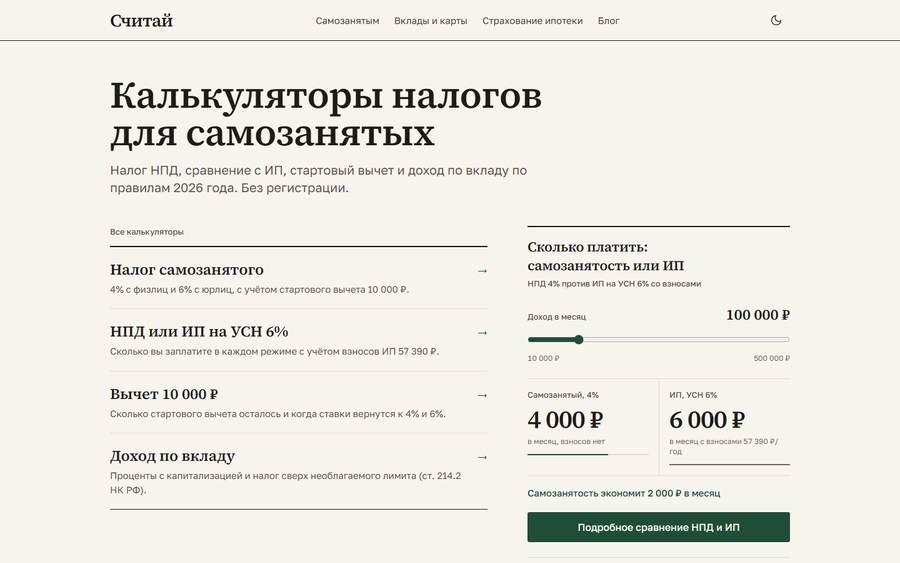 Считай
Самозанятым
Вклады и карты
Страхование ипотеки
Блог
Калькуляторы налогов
для самозанятых
Налог НПД, сравнение с ИП, стартовый вычет и доход по вкладу по
правилам 2026 года. Без регистрации.
Все калькуляторы
Налог самозанятого →
4% с физлиц и 6% с юрлиц, с учётом стартового вычета 10 000 ₽.
НПД или ИП на УСН 6% →
Сколько вы заплатите в каждом режиме с учётом взносов ИП 57 390 ₽.
Вычет 10 000 ₽ →
Сколько стартового вычета осталось и когда ставки вернутся к 4% и 6%.
Доход по вкладу →
Проценты с капитализацией и налог сверх необлагаемого лимита (ст. 214.2
НК РФ).
Сколько платить:
самозанятость или ИП
НПД 4% против ИП на УСН 6% со взносами
Доход в месяц 100 000 ₽
10 000 ₽ 500 000 ₽
Самозанятый, 4%
4 000 ₽
в месяц, взносов нет
ИП, УСН 6%
6 000 ₽
в месяц с взносами 57 390 ₽/
год
Самозанятость экономит 2 000 ₽ в месяц
Подробное сравнение НПД и ИП